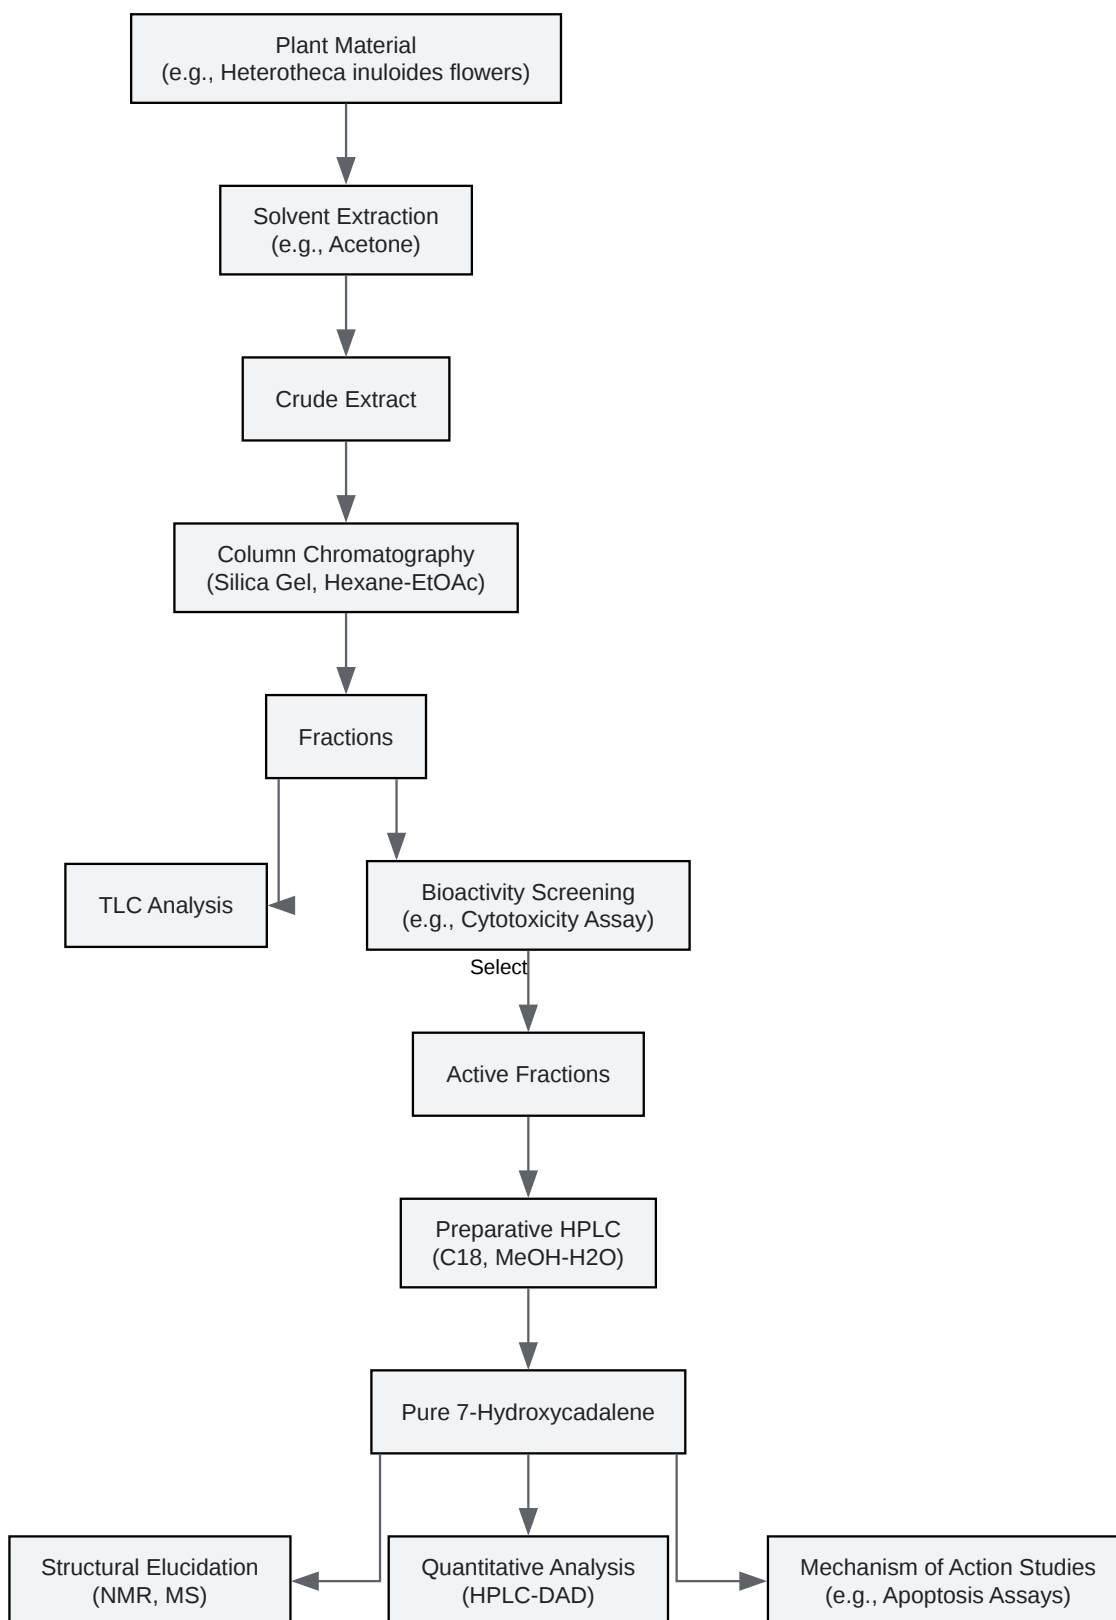 Plant Material
(e.g., Heterotheca inuloides flowers)
Solvent Extraction
(e.g., Acetone)
Crude Extract
Column Chromatography
(Silica Gel, Hexane-EtOAc)
Fractions
TLC Analysis
Bioactivity Screening
(e.g., Cytotoxicity Assay)
Select
Active Fractions
Preparative HPLC
(C18, MeOH-H2O)
Pure 7-Hydroxycadalene
Structural Elucidation
(NMR, MS)
Quantitative Analysis
(HPLC-DAD)
Mechanism of Action Studies
(e.g., Apoptosis Assays)